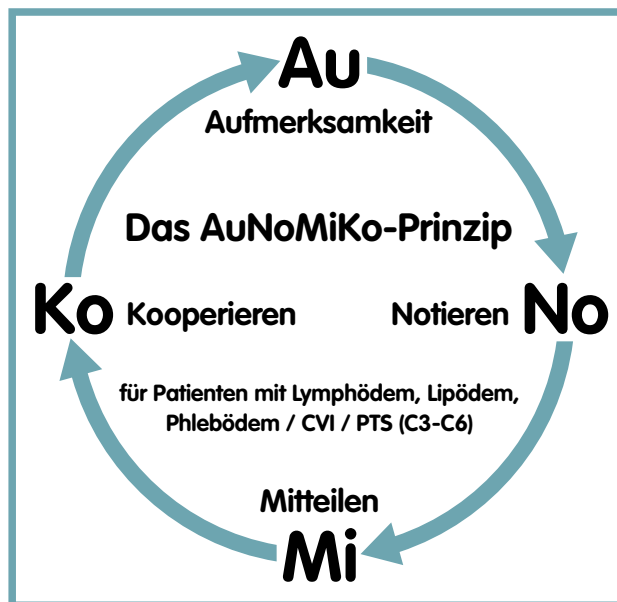 Au
Aufmerksamkeit
Das AuNoMiKo-Prinzip
Ko Kooperieren
Notieren No
für Patienten mit Lymphödem, Lipödem,
Phlebödem / CVI / PTS (C3-C6)
Mitteilen
Mi